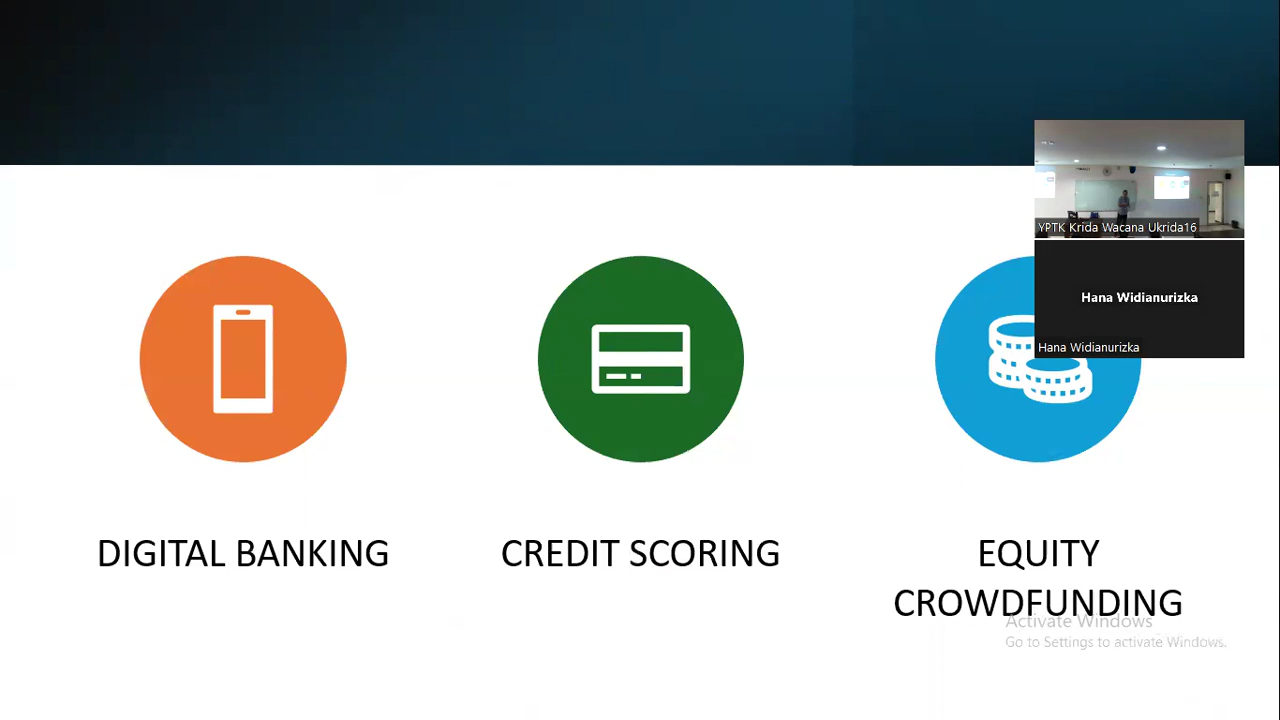 YPTK Krida Wacana Ukrida16
Hana Widianurizka
Hana Widianurizka
DIGITAL BANKING
CREDIT SCORING
EQUITY
CROWDFUNDING
Activate Windows
Go to Settings to activate Windows.